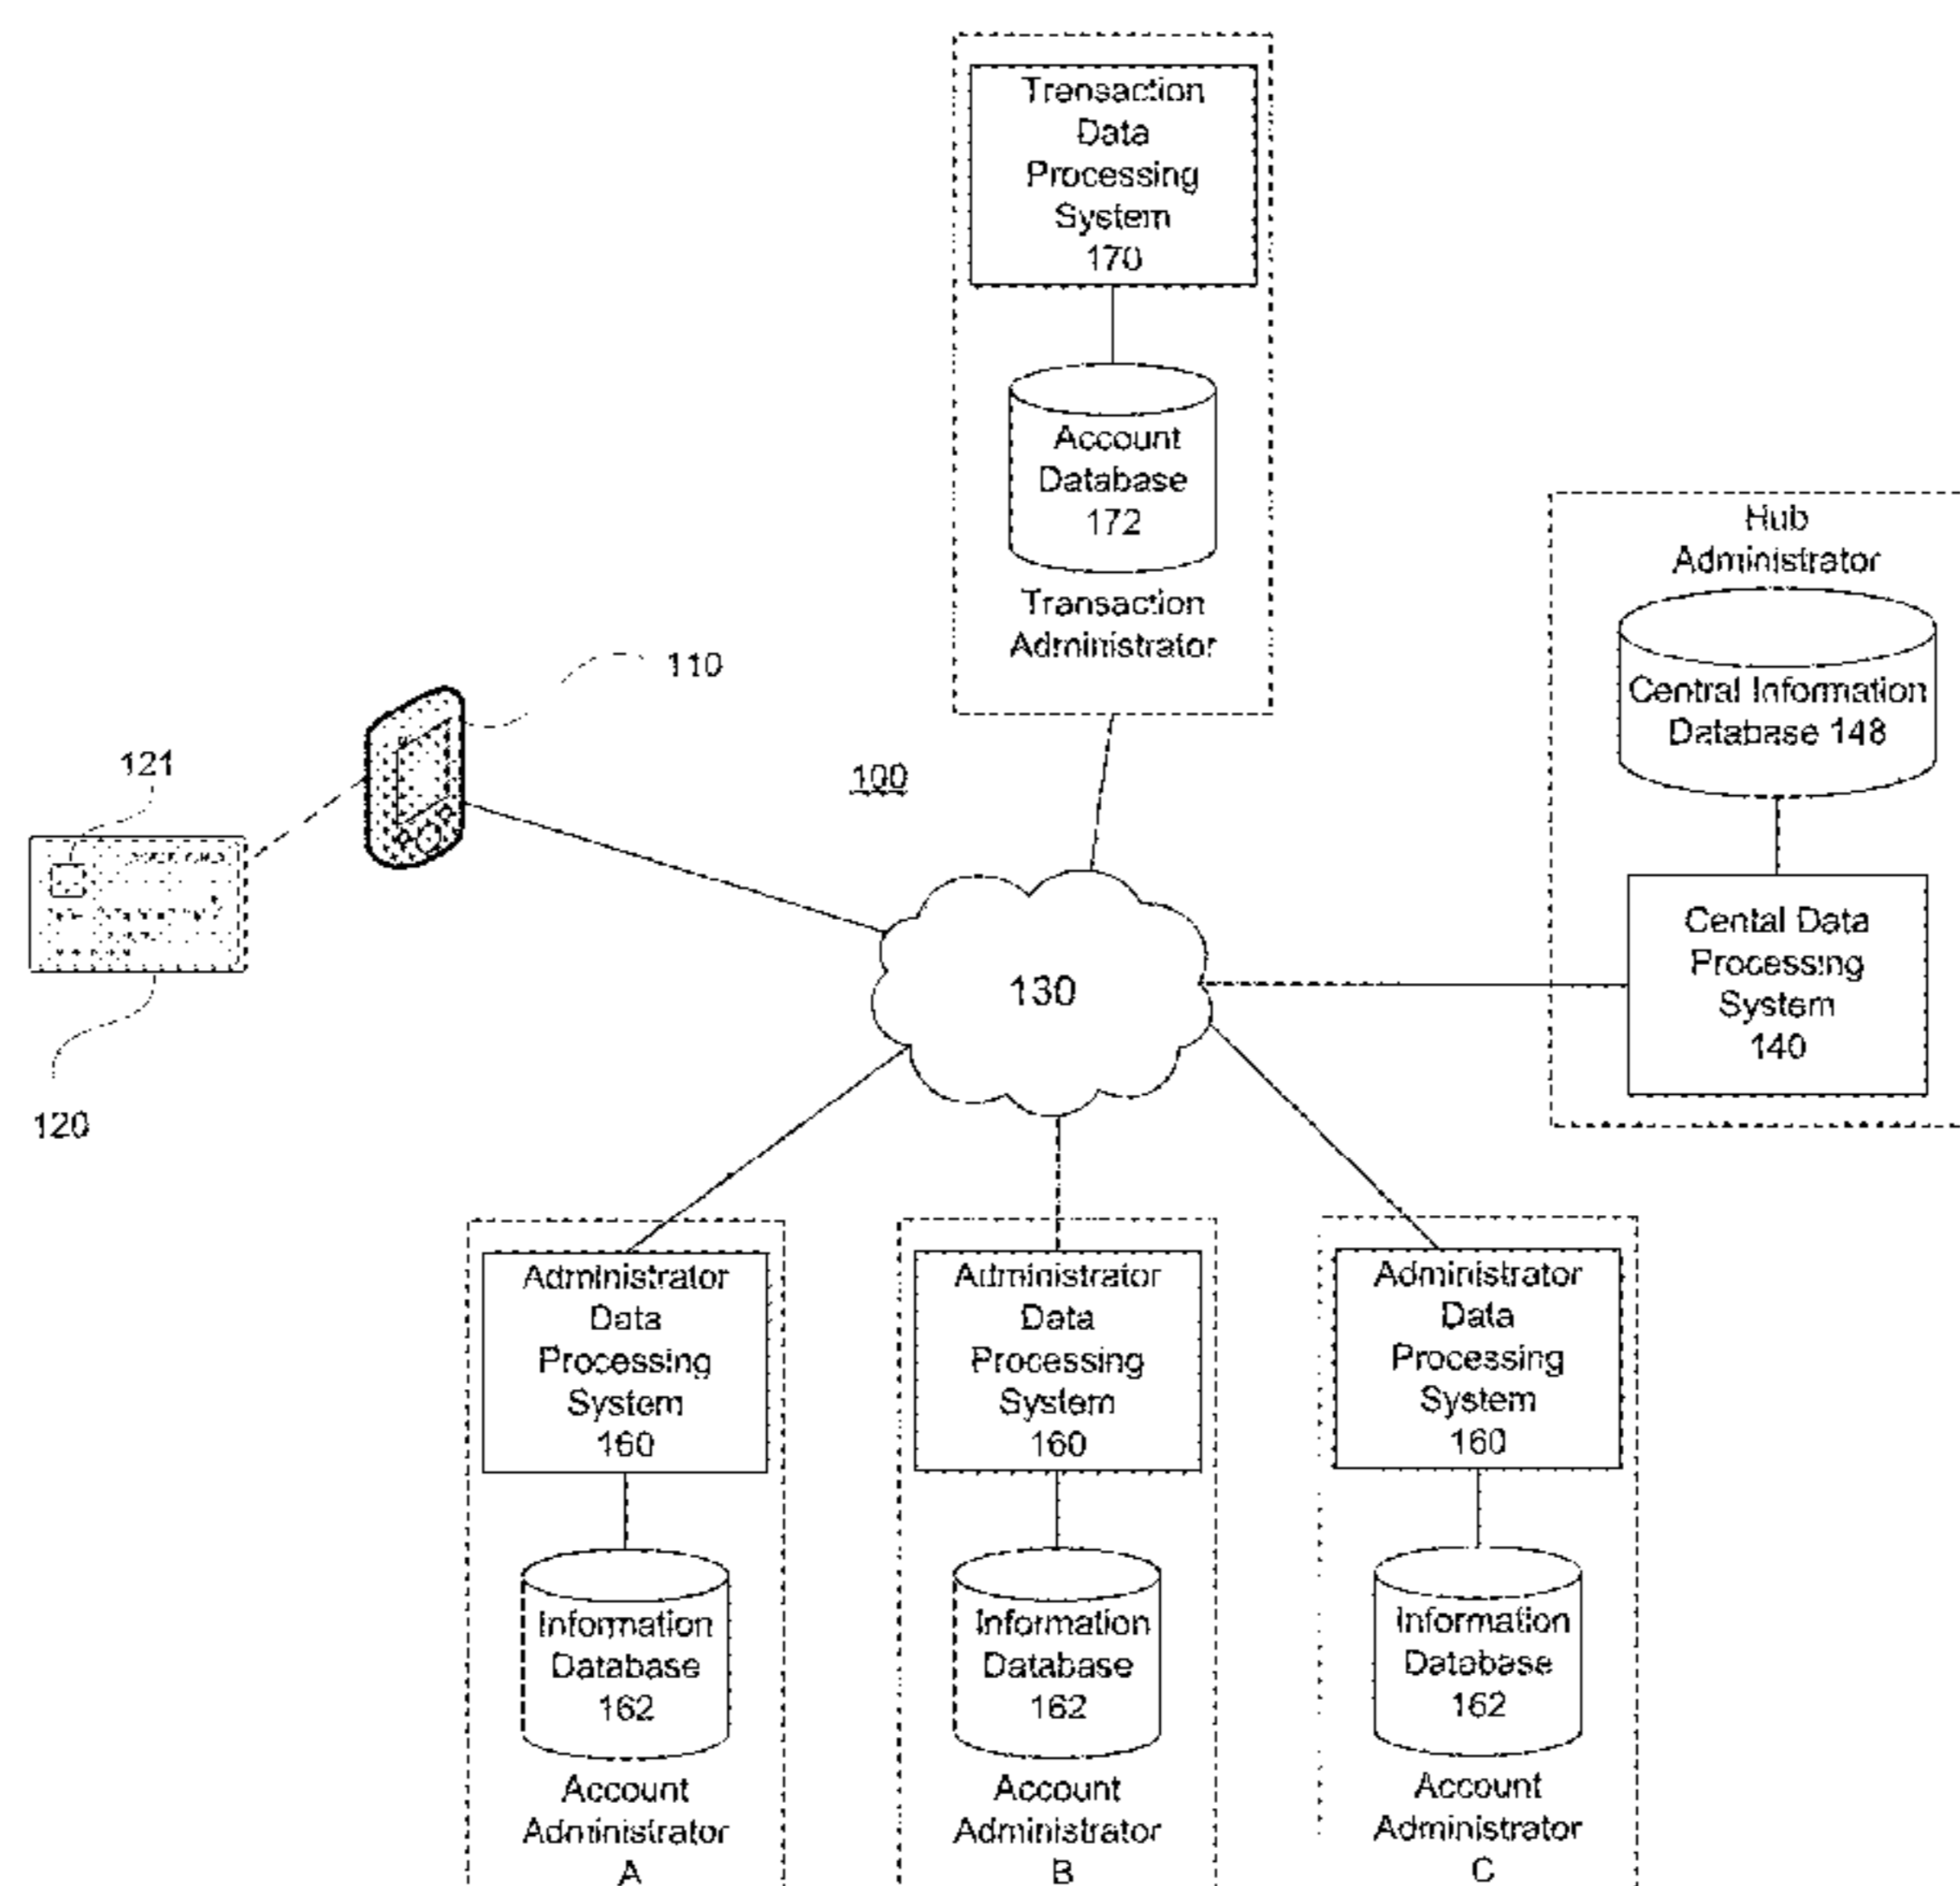 Trensaction
Data
Processing
System
170
Account
Database
172
Transaction
Administrator
Hub
Administrator
Central Information
Database 148
Cental Data
Processing
System
140
110
121
120
100
130
Administrator
Data
Processing
System
160
Information
Database
162
Account
Administrator
A
Administrator
Data
Processing
System
160
Information
Database
162
Account
Administrator
B
Administrator
Data
Processing
System
160
Information
Database
162
Account
Administrator
C